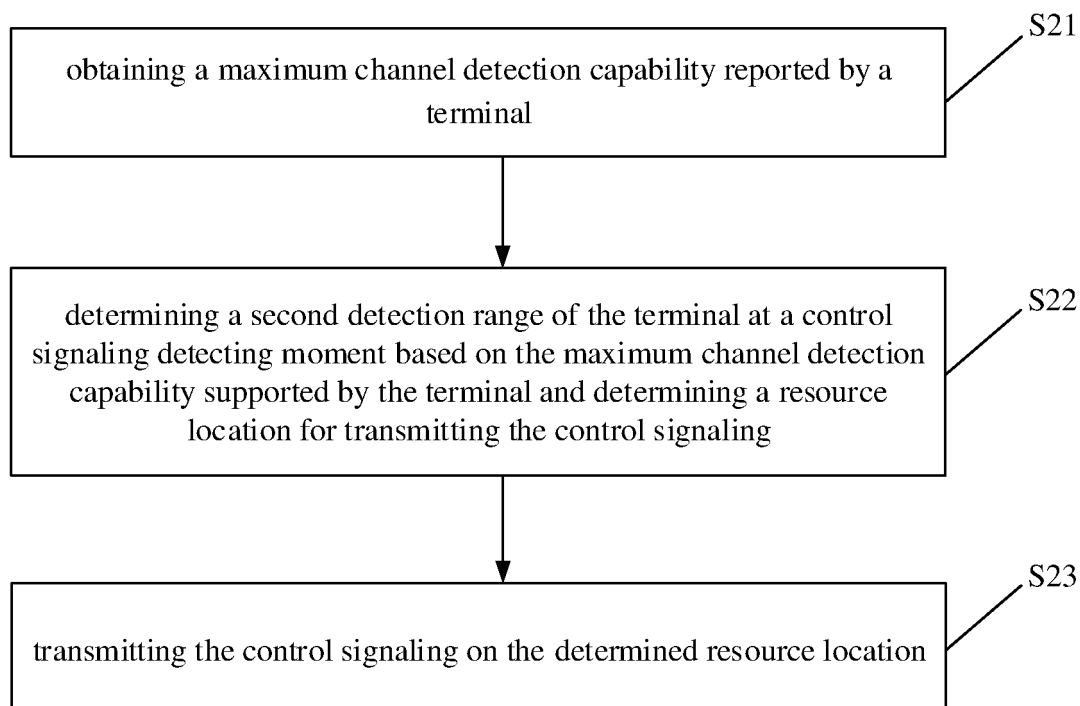 S21
obtaining a maximum channel detection capability reported by a
terminal
S22
determining a second detection range of the terminal at a control
signaling detecting moment based on the maximum channel detection
capability supported by the terminal and determining a resource
location for transmitting the control signaling
S23
transmitting the control signaling on the determined resource location